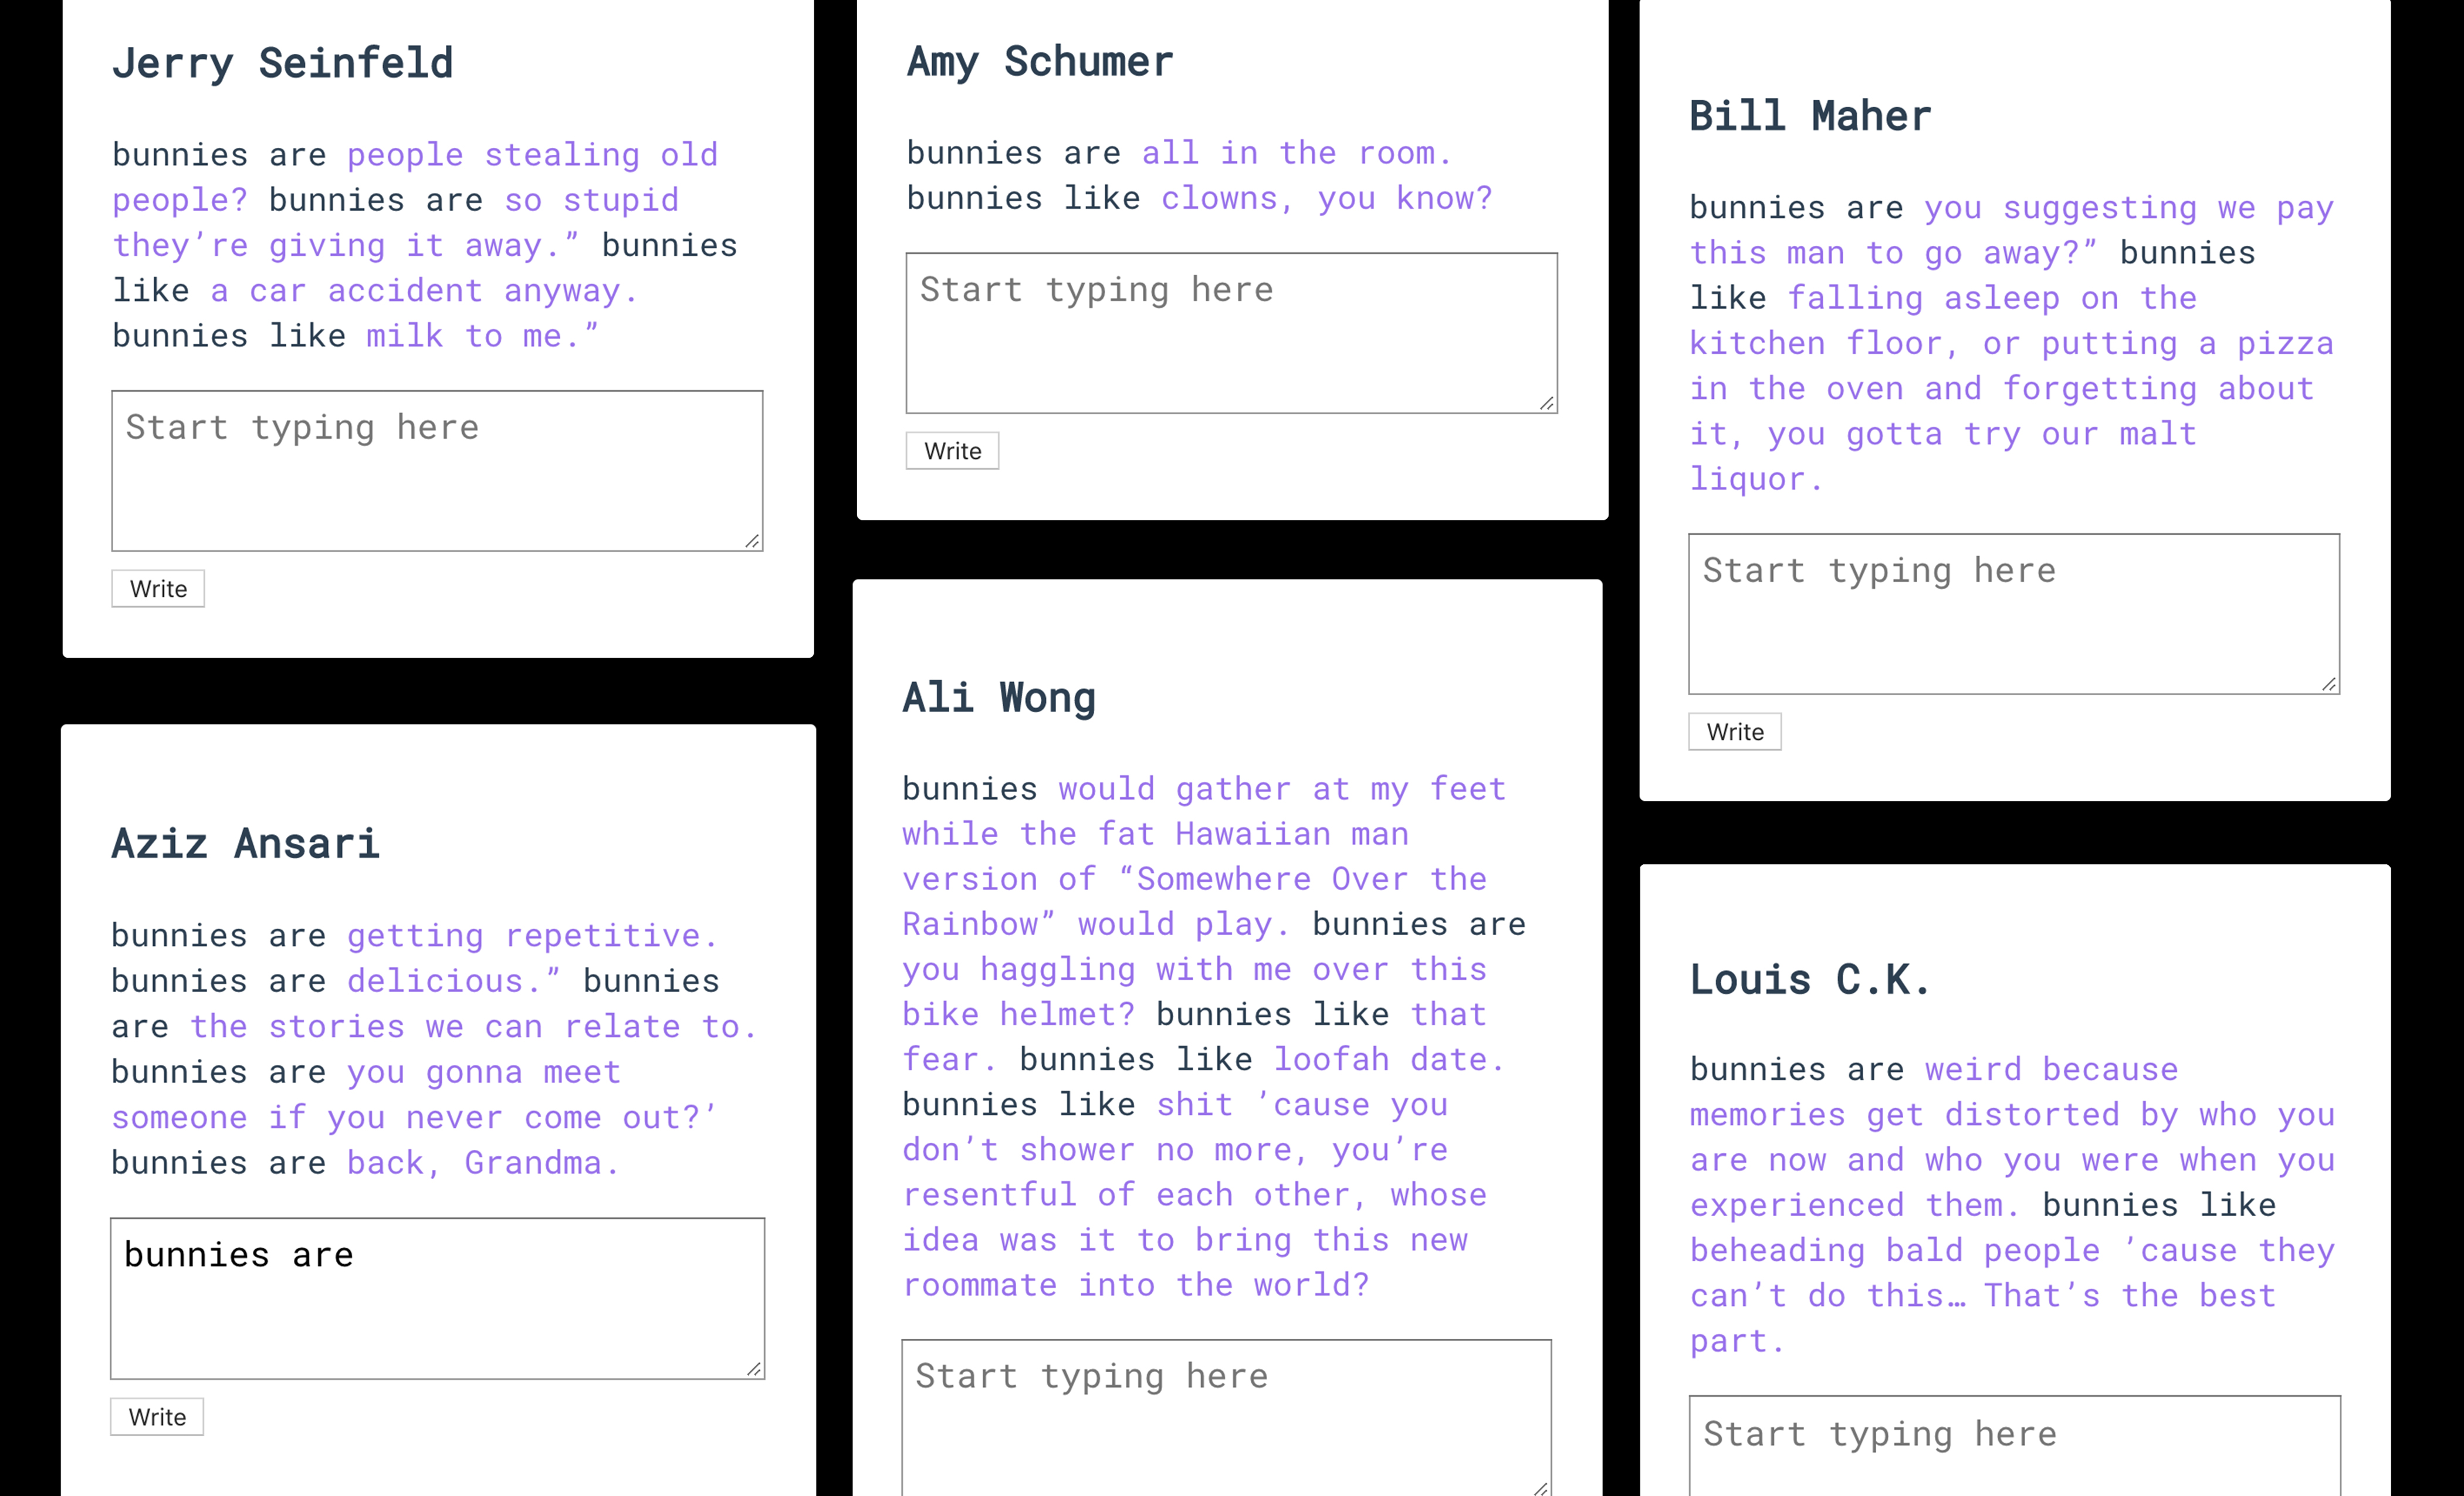 Jerry Seinfeld
bunnies are people stealing old
people? bunnies are so stupid
they’re giving it away.” bunnies
like a car accident anyway.
bunnies like milk to me.”
Start typing here
Write
Aziz Ansari
bunnies are getting repetitive.
bunnies are delicious.” bunnies
are the stories we can relate to.
bunnies are you gonna meet
someone if you never come out?’
bunnies are back, Grandma.
bunnies are
Write
Amy Schumer
bunnies are all in the room.
bunnies like clowns, you know?
Start typing here
Write
Ali Wong
bunnies would gather at my feet
while the fat Hawaiian man
version of “Somewhere Over the
Rainbow” would play. bunnies are
you haggling with me over this
bike helmet? bunnies like that
fear. bunnies like loofah date.
bunnies like shit ’cause you
don’t shower no more, you’re
resentful of each other, whose
idea was it to bring this new
roommate into the world?
Start typing here
Bill Maher
bunnies are you suggesting we pay
this man to go away?” bunnies
like falling asleep on the
kitchen floor, or putting a pizza
in the oven and forgetting about
it, you gotta try our malt
liquor.
Start typing here
Write
Louis C.K.
bunnies are weird because
memories get distorted by who you
are now and who you were when you
experienced them. bunnies like
beheading bald people ’cause they
can’t do this… That’s the best
part.
Start typing here